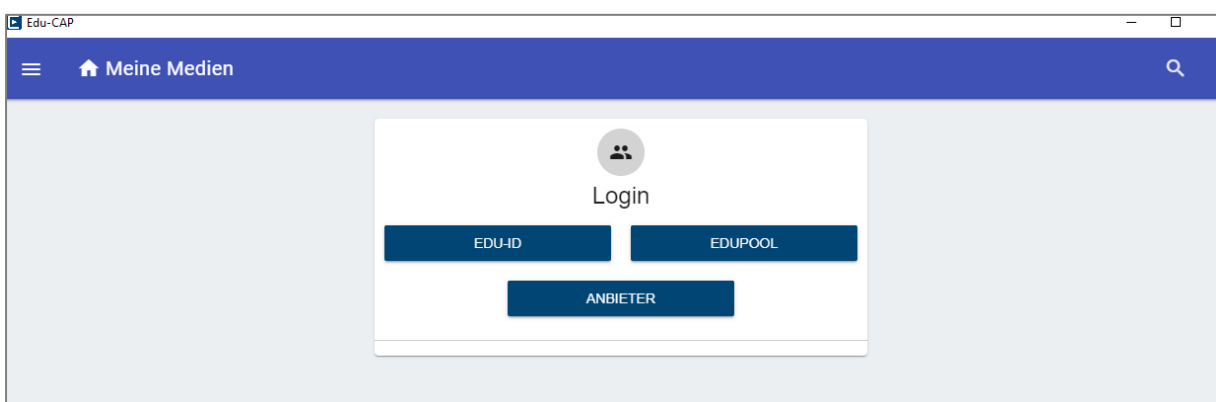 Edu-CAP
Meine Medien
Login
EDU-ID EDUPOOL
ANBIETER